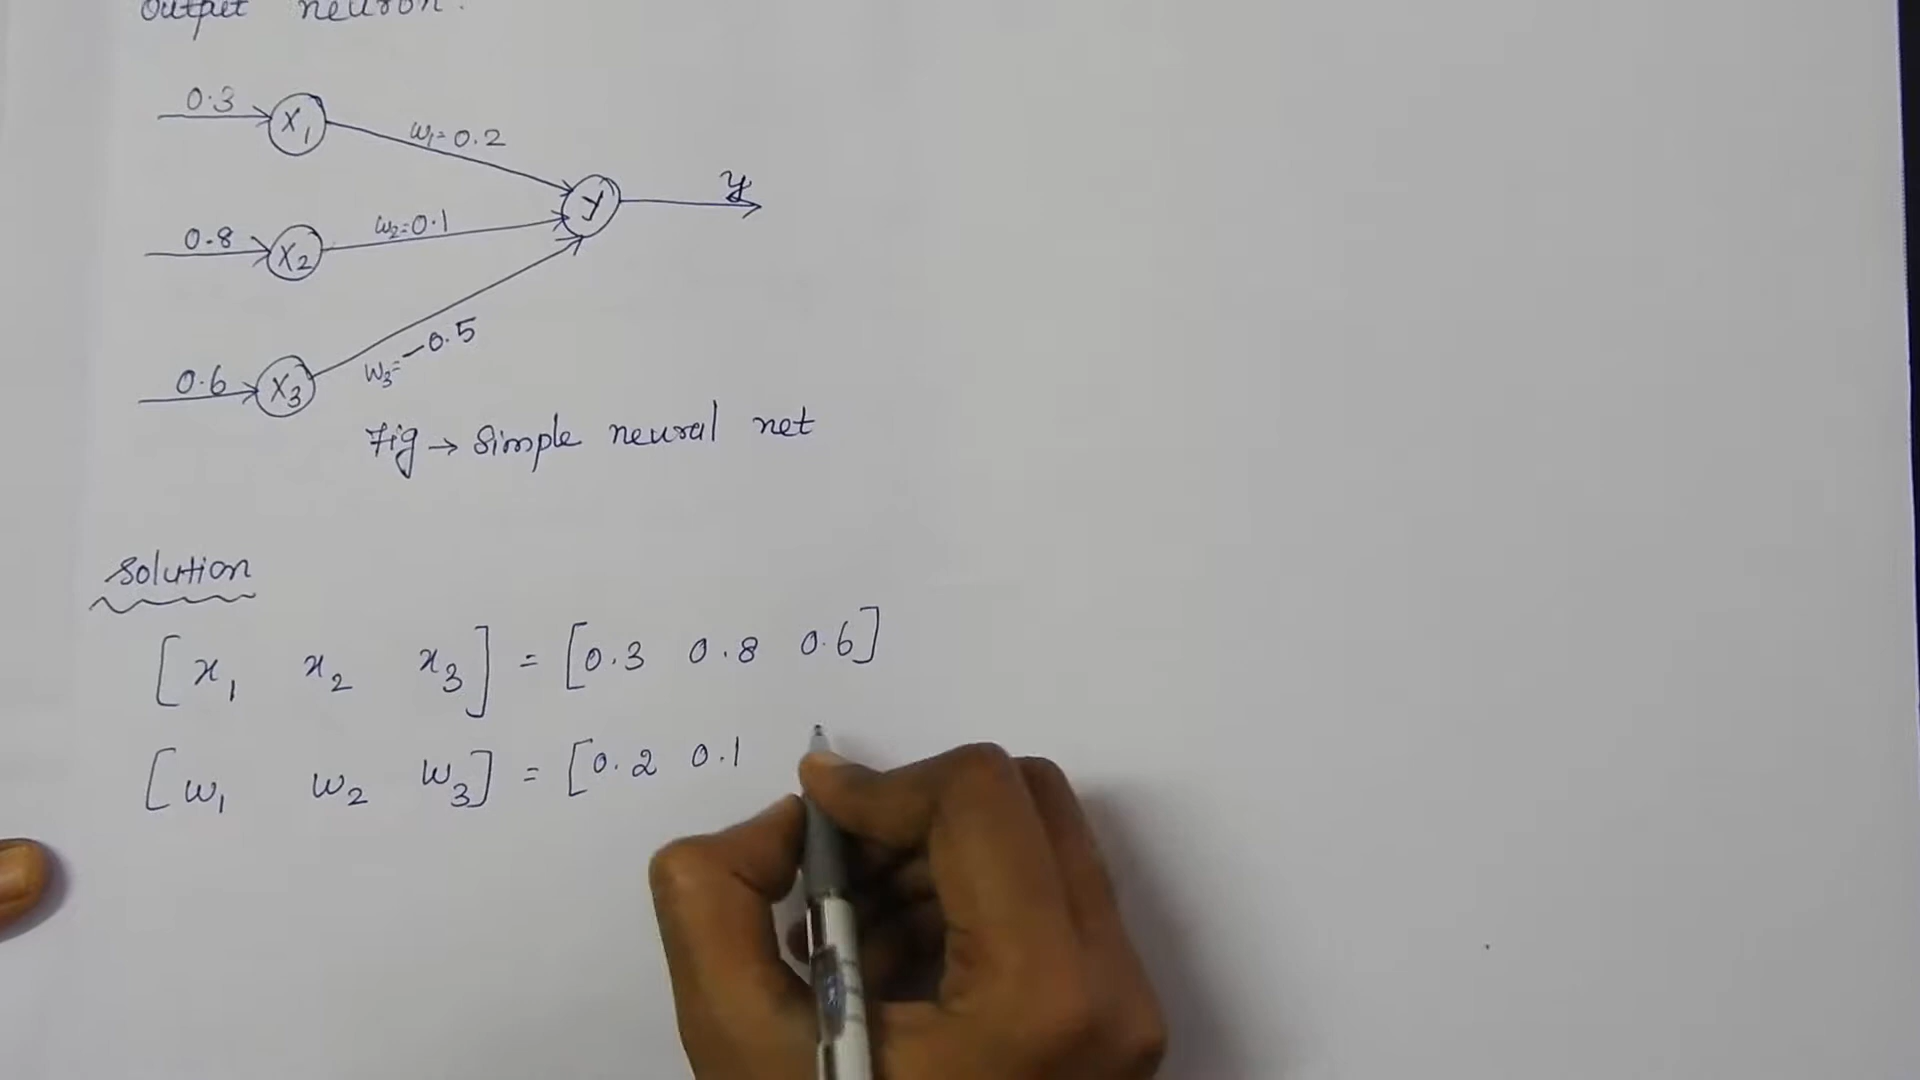 Output neuron.
0.3 X1 w1=0.2
0.8 X2 w2=0.1 Y y
0.6 X3 w3=-0.5
Fig → Simple neural net
Solution
[x1 x2 x3] = [0.3 0.8 0.6]
[w1 w2 w3] = [0.2 0.1